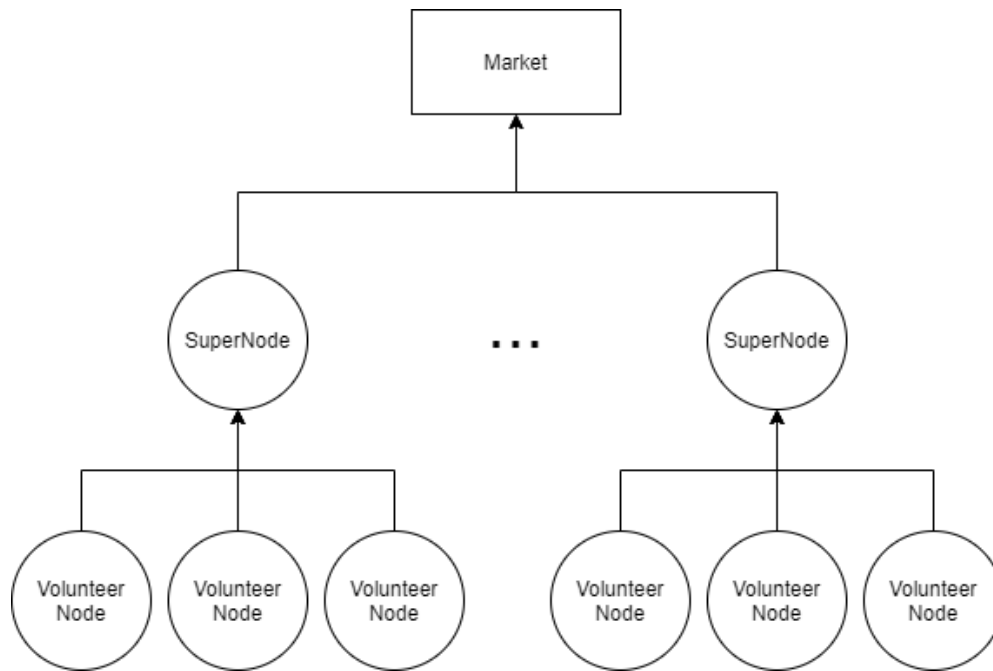 Market
SuperNode
...
SuperNode
Volunteer
Node
Volunteer
Node
Volunteer
Node
Volunteer
Node
Volunteer
Node
Volunteer
Node